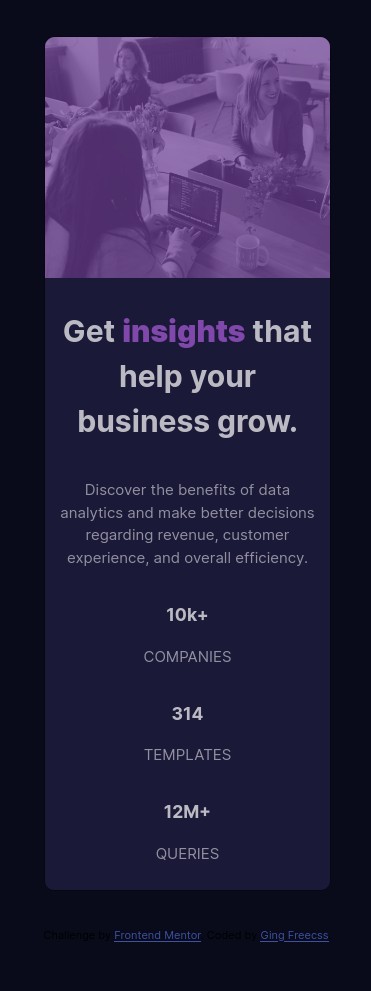 Get insights that
help your
business grow.
Discover the benefits of data
analytics and make better decisions
regarding revenue, customer
experience, and overall efficiency.
10k+
COMPANIES
314
TEMPLATES
12M+
QUERIES
Challenge by Frontend Mentor. Coded by Ging Freecss.